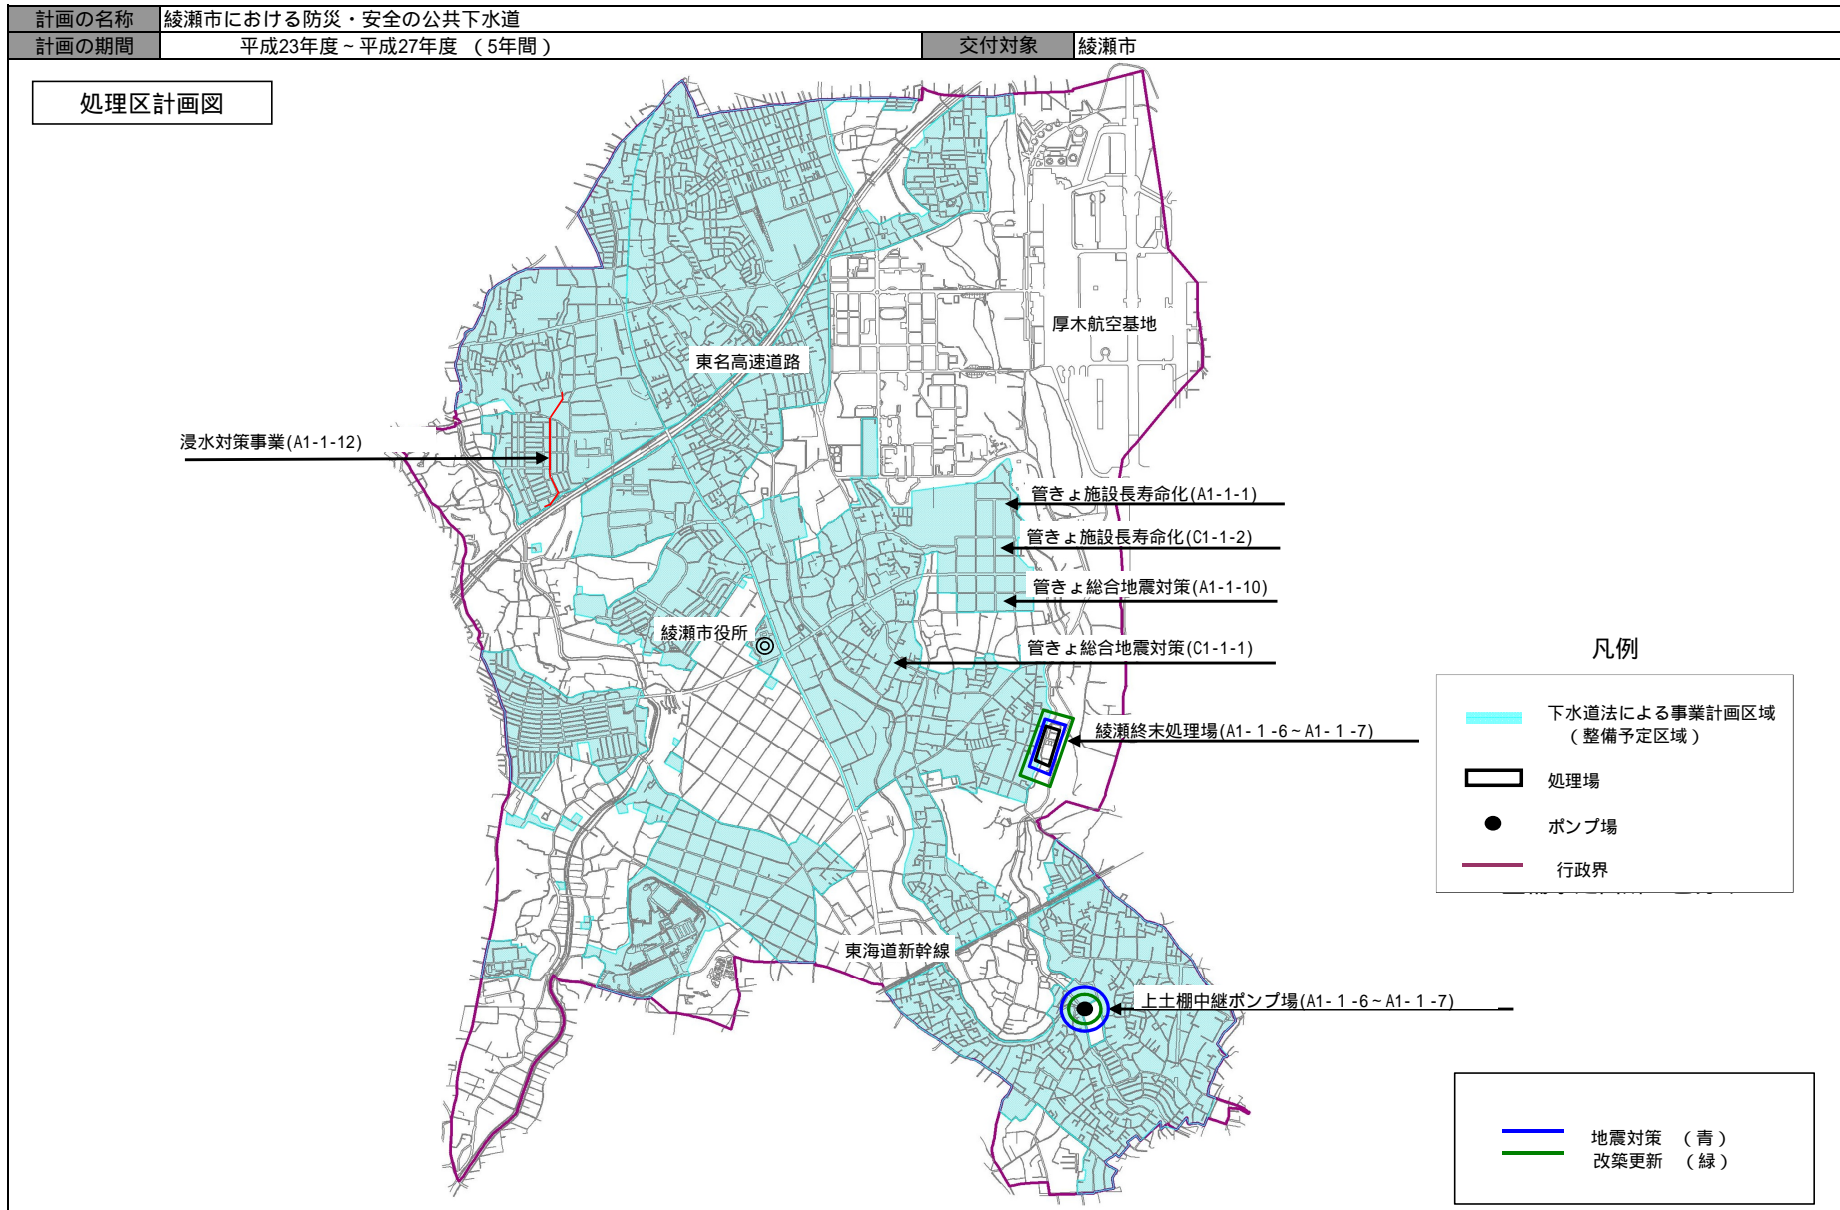 計画の名称 綾瀬市における防災・安全の公共下水道
計画の期間 平成23年度~平成27年度 (5年間) 交付対象 綾瀬市
処理区計画図
厚木航空基地
東名高速道路
浸水対策事業(A1-1-12)
管きょ施設長寿命化(A1-1-1)
管きょ施設長寿命化(C1-1-2)
管きょ総合地震対策(A1-1-10)
綾瀬市役所
管きょ総合地震対策(C1-1-1)
綾瀬終末処理場(A1-1-6~A1-1-7)
東海道新幹線
上土棚中継ポンプ場(A1-1-6~A1-1-7)
凡例
下水道法による事業計画区域
(整備予定区域)
処理場
ポンプ場
行政界
地震対策 (青)
改築更新 (緑)